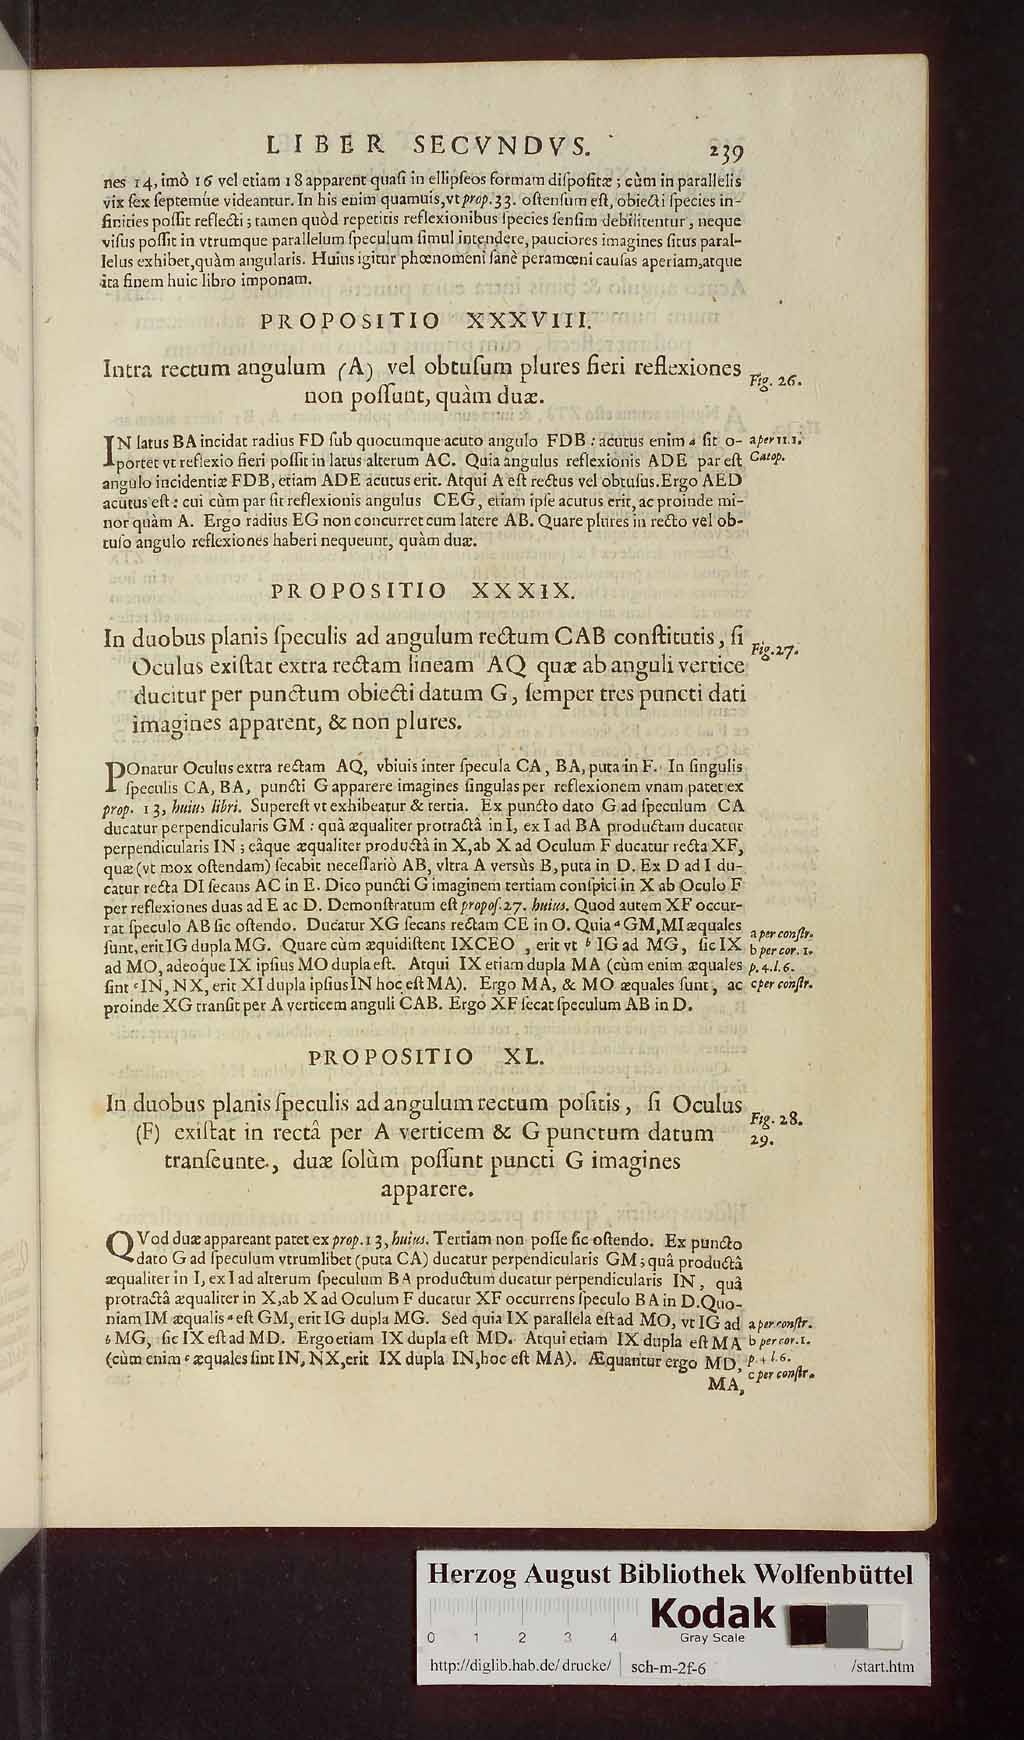 LIBER SECVNDVS. 239
nes 14, imò 16 vel etiam 18 apparent quaſi in ellipſeos formam diſpoſitæ; cùm in parallelis
vix ſex ſeptemúe videantur. In his enim quamuis, vt prop. 33. oſtenſum eſt, obiecti ſpecies in-
finities poſſit reflecti; tamen quòd repetitis reflexionibus ſpecies ſenſim debilitentur, neque
viſus poſſit in vtrumque parallelum ſpeculum ſimul intendere, pauciores imagines ſitus paral-
lelus exhibet, quàm angularis. Huius igitur phœnomeni ſanè peramœni cauſas aperiam, atque
ita finem huic libro imponam.
PROPOSITIO XXXVIII.
Intra rectum angulum (A) vel obtuſum plures fieri reflexiones
non poſſunt, quàm duæ.
Fig. 26.
IN latus BA incidat radius FD ſub quocumque acuto angulo FDB: acutus enim a ſit o-
portet vt reflexio fieri poſſit in latus alterum AC. Quia angulus reflexionis ADE par eſt
angulo incidentiæ FDB, etiam ADE acutus erit. Atqui A eſt rectus vel obtuſus. Ergo AED
acutus eſt: cui cùm par ſit reflexionis angulus CEG, etiam ipſe acutus erit, ac proinde mi-
nor quàm A. Ergo radius EG non concurret cum latere AB. Quare plures in recto vel ob-
tuſo angulo reflexiones haberi nequeunt, quàm duæ.
a per 11. 1.
Catop.
PROPOSITIO XXXIX.
In duobus planis ſpeculis ad angulum rectum CAB conſtitutis, ſi
Oculus exiſtat extra rectam lineam AQ quæ ab anguli vertice
ducitur per punctum obiecti datum G, ſemper tres puncti dati
imagines apparent, & non plures.
Fig. 27.
POnatur Oculus extra rectam AQ, vbiuis inter ſpecula CA, BA, puta in F. In ſingulis
ſpeculis CA, BA, puncti G apparere imagines ſingulas per reflexionem vnam patet ex
prop. 13, huius libri. Supereſt vt exhibeatur & tertia. Ex puncto dato G ad ſpeculum CA
ducatur perpendicularis GM: quâ æqualiter protractâ in I, ex I ad BA productam ducatur
perpendicularis IN; eâque æqualiter productâ in X, ab X ad Oculum F ducatur recta XF,
quæ (vt mox oſtendam) ſecabit neceſſariò AB, vltra A versùs B, puta in D. Ex D ad I du-
catur recta DI ſecans AC in E. Dico puncti G imaginem tertiam conſpici in X ab Oculo F
per reflexiones duas ad E ac D. Demonſtratum eſt propoſ. 27. huius. Quod autem XF occur-
rat ſpeculo AB ſic oſtendo. Ducatur XG ſecans rectam CE in O. Quia a GM, MI æquales
ſunt, erit IG dupla MG. Quare cùm æquidiſtent IX CEO, erit vt b IG ad MG, ſic IX
ad MO, adeoque IX ipſius MO dupla eſt. Atqui IX etiam dupla MA (cùm enim æquales
ſint c IN, NX, erit XI dupla ipſius IN hoc eſt MA). Ergo MA, & MO æquales ſunt, ac
proinde XG tranſit per A verticem anguli CAB. Ergo XF ſecat ſpeculum AB in D.
a per conſtr.
b per cor. 1.
p. 4. l. 6.
c per conſtr.
PROPOSITIO XL.
In duobus planis ſpeculis ad angulum rectum poſitis, ſi Oculus
(F) exiſtat in rectâ per A verticem & G punctum datum
tranſeunte, duæ ſolùm poſſunt puncti G imagines
apparere.
Fig. 28.
29.
QVod duæ appareant patet ex prop. 13, huius. Tertiam non poſſe ſic oſtendo. Ex puncto
dato G ad ſpeculum vtrumlibet (puta CA) ducatur perpendicularis GM; quâ productâ
æqualiter in I, ex I ad alterum ſpeculum BA productum ducatur perpendicularis IN, quâ
protractâ æqualiter in X, ab X ad Oculum F ducatur XF occurrens ſpeculo BA in D. Quo-
niam IM æqualis a eſt GM, erit IG dupla MG. Sed quia IX parallela eſt ad MO, vt IG ad
b MG, ſic IX eſt ad MD. Ergo etiam IX dupla eſt MD. Atqui etiam IX dupla eſt MA
(cùm enim c æquales ſint IN, NX, erit IX dupla IN, hoc eſt MA). Æquantur ergo MD,
MA,
a per conſtr.
b per cor. 1.
p. 4 l. 6.
c per conſtr.
Herzog August Bibliothek Wolfenbüttel
Kodak
0 1 2 3 4 Gray Scale
http://diglib.hab.de/drucke/ sch-m-2f-6 /start.htm